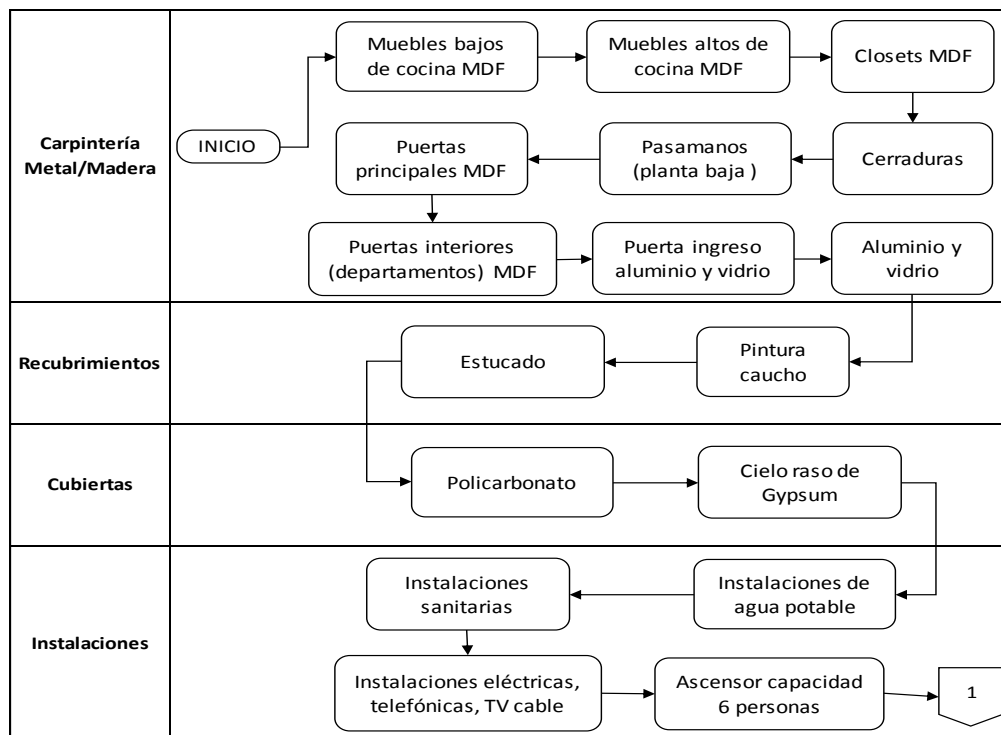 Carpintería
Metal/Madera
INICIO
Muebles bajos
de cocina MDF
Muebles altos de
cocina MDF
Closets MDF
Cerraduras
Pasamanos
(planta baja )
Puertas
principales MDF
Puertas interiores
(departamentos) MDF
Puerta ingreso
aluminio y vidrio
Aluminio y
vidrio
Recubrimientos
Pintura
caucho
Estucado
Cubiertas
Policarbonato
Cielo raso de
Gypsum
Instalaciones
Instalaciones de
agua potable
Instalaciones
sanitarias
Instalaciones eléctricas,
telefónicas, TV cable
Ascensor capacidad
6 personas
1